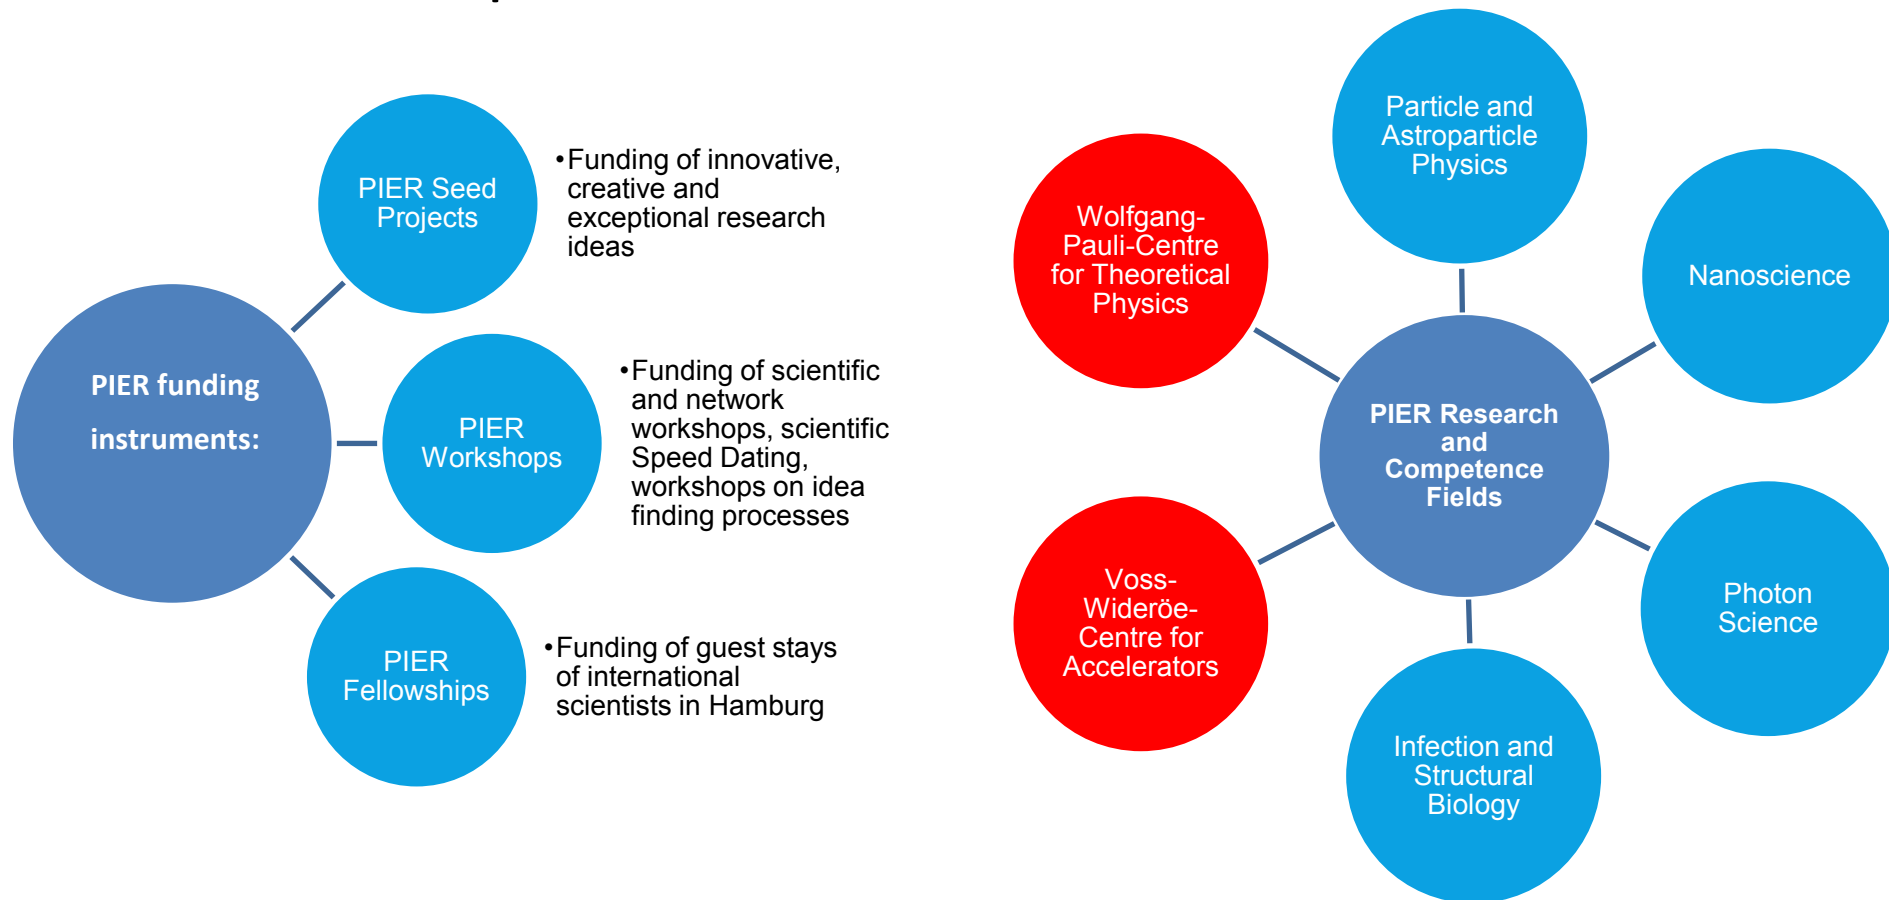 PIER funding
instruments:
PIER Seed
Projects
•Funding of innovative,
creative and
exceptional research
ideas
PIER
Workshops
•Funding of scientific
and network
workshops, scientific
Speed Dating,
workshops on idea
finding processes
PIER
Fellowships
•Funding of guest stays
of international
scientists in Hamburg
PIER Research
and
Competence
Fields
Particle and
Astroparticle
Physics
Nanoscience
Photon
Science
Infection and
Structural
Biology
Voss-
Wideröe-
Centre for
Accelerators
Wolfgang-
Pauli-Centre
for Theoretical
Physics